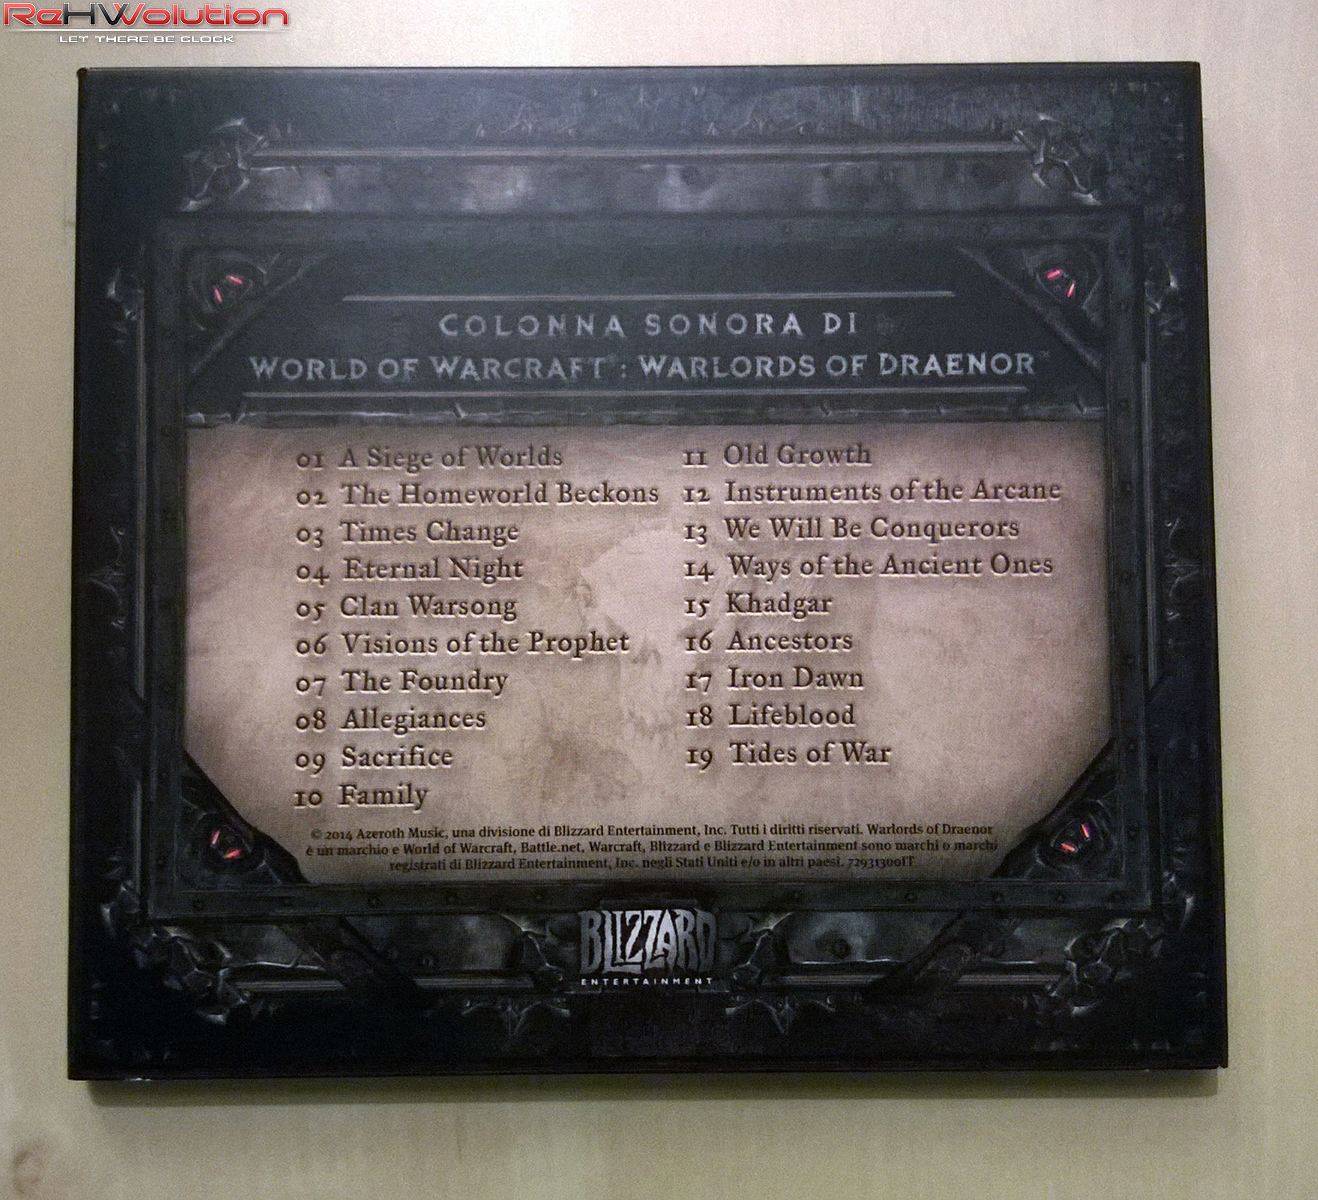 ReHWolution
LET THERE BE CLOCK
COLONNA SONORA DI
WORLD OF WARCRAFT® : WARLORDS OF DRAENOR™
01 A Siege of Worlds
02 The Homeworld Beckons
03 Times Change
04 Eternal Night
05 Clan Warsong
06 Visions of the Prophet
07 The Foundry
08 Allegiances
09 Sacrifice
10 Family
11 Old Growth
12 Instruments of the Arcane
13 We Will Be Conquerors
14 Ways of the Ancient Ones
15 Khadgar
16 Ancestors
17 Iron Dawn
18 Lifeblood
19 Tides of War
© 2014 Azeroth Music, una divisione di Blizzard Entertainment, Inc. Tutti i diritti riservati. Warlords of Draenor
è un marchio e World of Warcraft, Battle.net, Warcraft, Blizzard e Blizzard Entertainment sono marchi o marchi
registrati di Blizzard Entertainment, Inc. negli Stati Uniti e/o in altri paesi. 72931300IT
BLIZZARD
ENTERTAINMENT